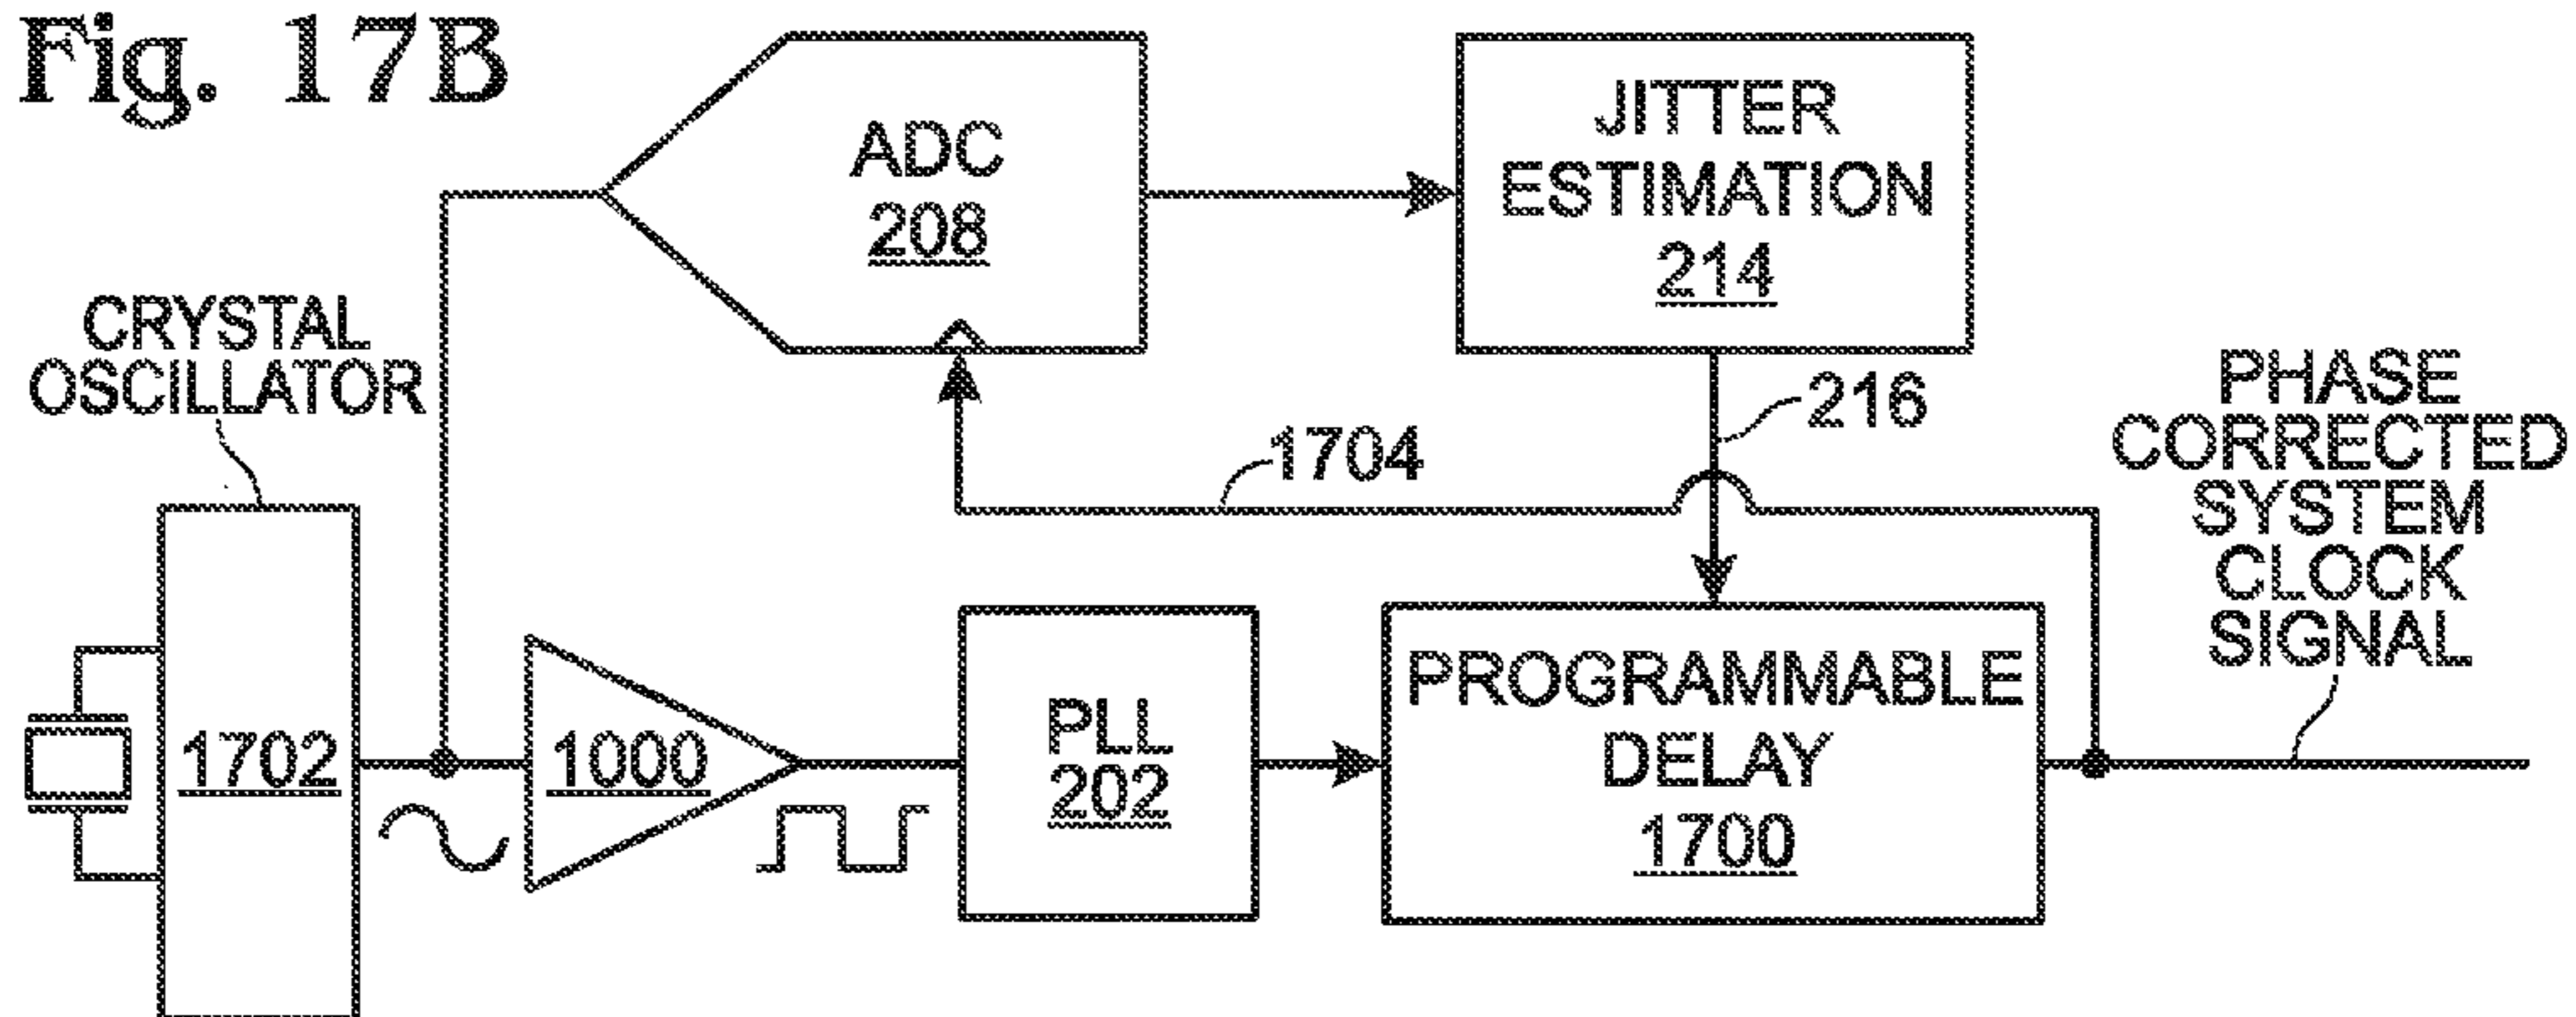 Fig. 17B
ADC
208
JITTER
ESTIMATION
214
CRYSTAL
OSCILLATOR
216
1704
PHASE
CORRECTED
SYSTEM
CLOCK
SIGNAL
1702
1000
PLL
202
PROGRAMMABLE
DELAY
1700